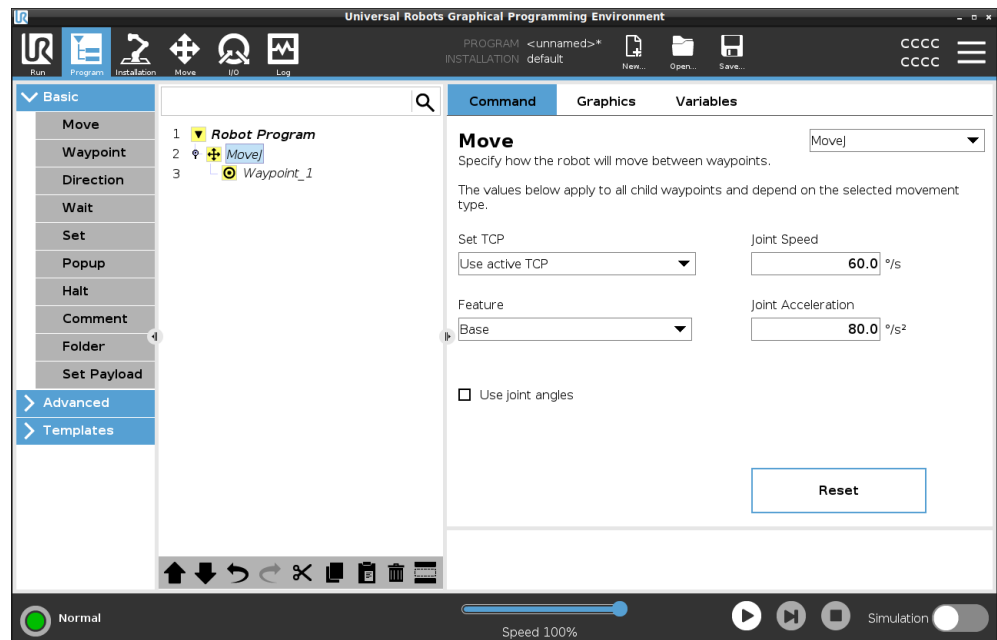 Universal Robots Graphical Programming Environment
UR
Run
Program
Installation
Move
I/O
Log
PROGRAM <unnamed>*
INSTALLATION default
New...
Open...
Save...
CCCC
CCCC
Basic
Move
Waypoint
Direction
Wait
Set
Popup
Halt
Comment
Folder
Set Payload
Advanced
Templates
1 Robot Program
2 MoveJ
3 Waypoint_1
Command Graphics Variables
Move
MoveJ
Specify how the robot will move between waypoints.
The values below apply to all child waypoints and depend on the selected movement
type.
Set TCP
Use active TCP
Joint Speed
60.0 °/s
Feature
Base
Joint Acceleration
80.0 °/s²
Use joint angles
Reset
Normal
Speed 100%
Simulation